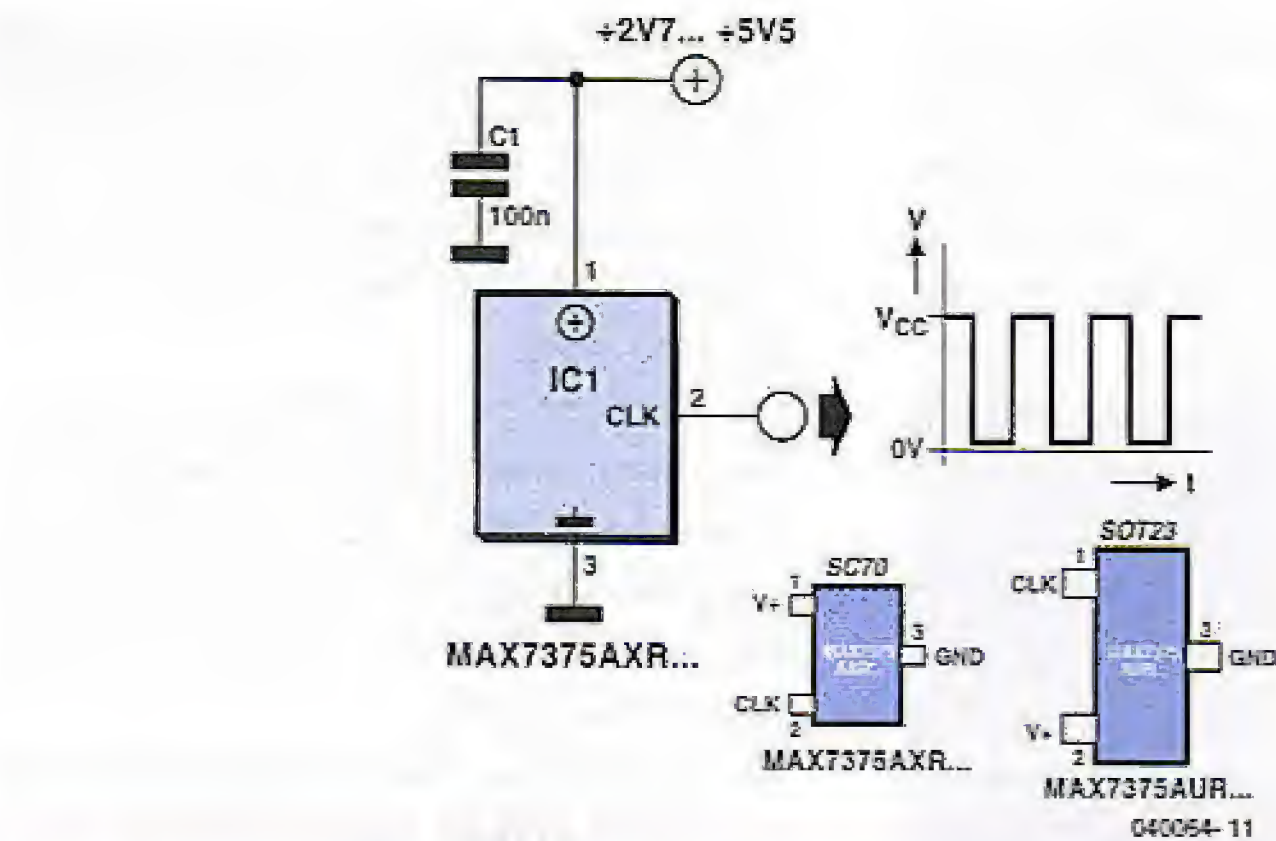 +2V7... +5V5
C1
100n
1
IC1
CLK
2
3
MAX7375AXR...
V
VCC
0V
t
SC70
1
V+
3
GND
CLK
2
MAX7375AXR...
SOT23
1
CLK
3
GND
V+
2
MAX7375AUR...
040064-11